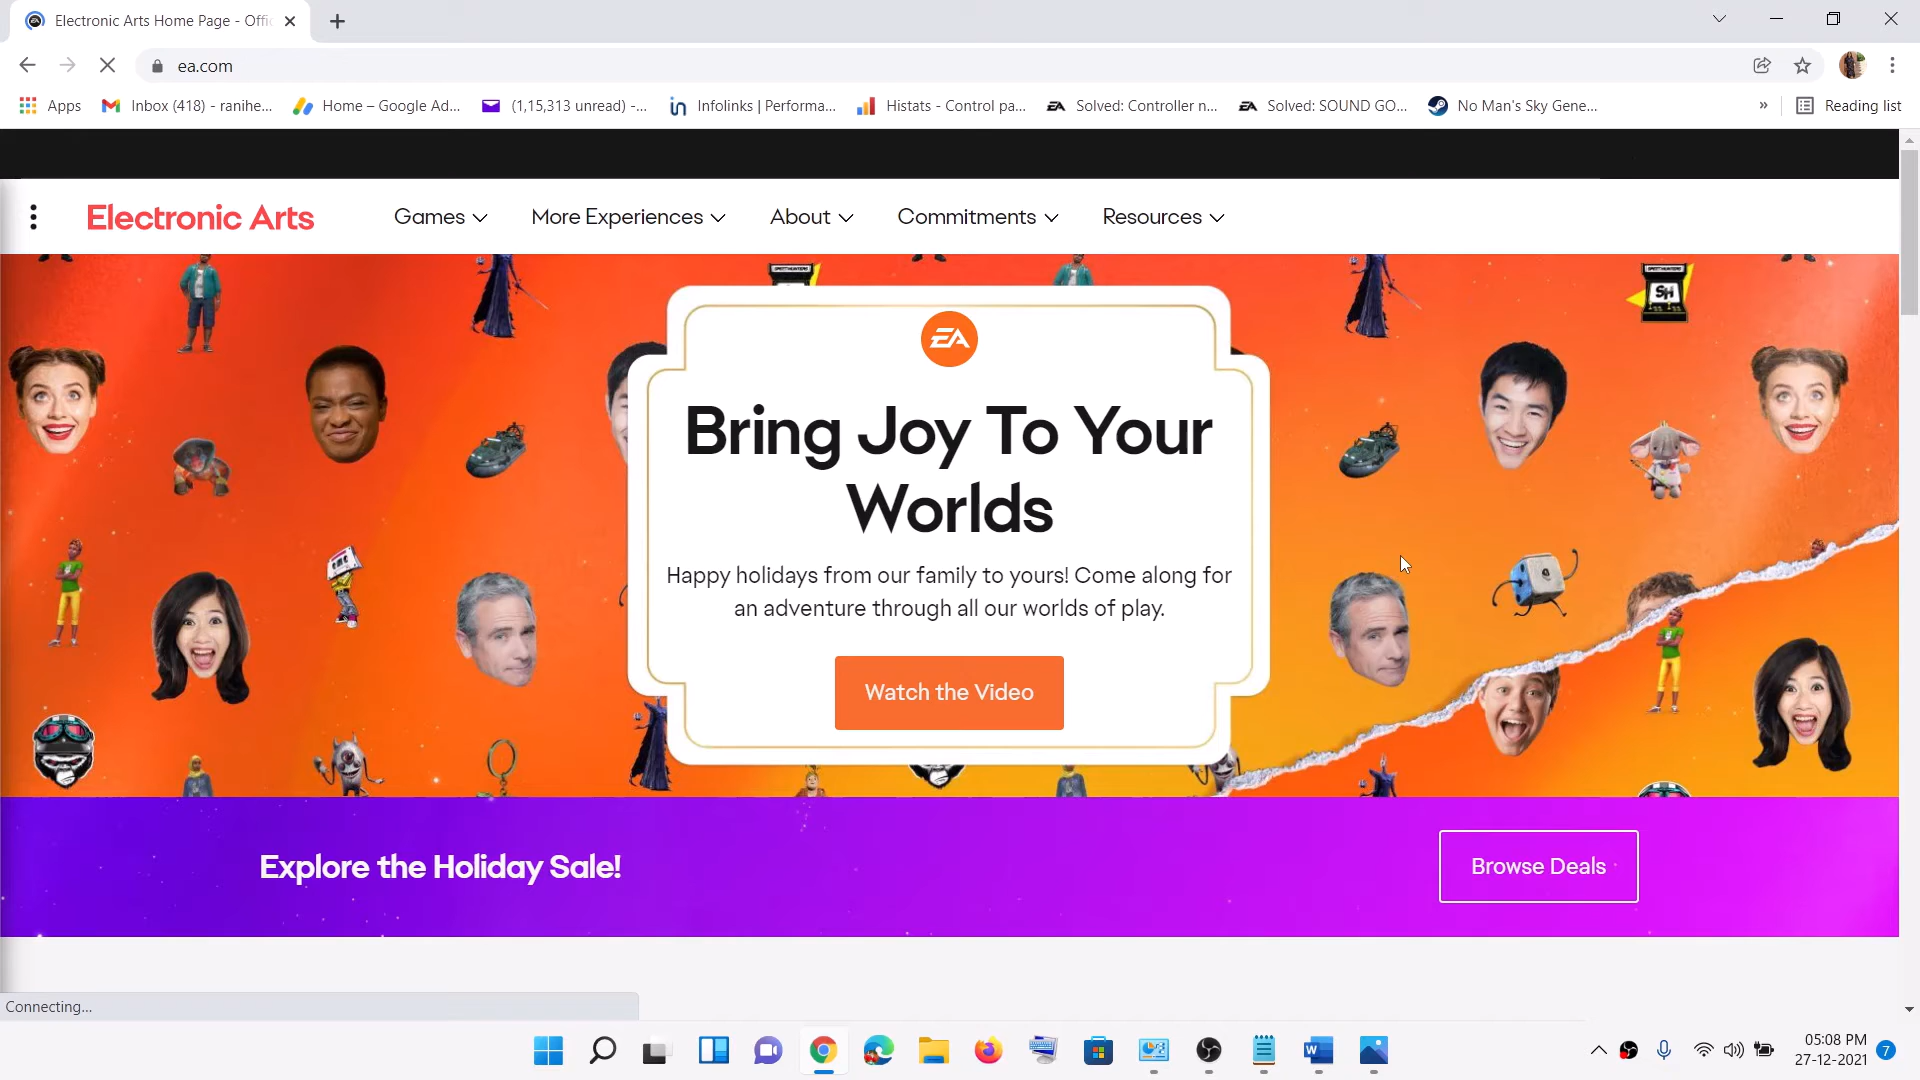 Electronic Arts Home Page - Offi
ea.com
Apps
Inbox (418) - ranihe...
Home – Google Ad...
(1,15,313 unread) -...
Infolinks | Performa...
Histats - Control pa...
Solved: Controller n...
Solved: SOUND GO...
No Man's Sky Gene...
»
Reading list
Electronic Arts
Games
More Experiences
About
Commitments
Resources
EA
Bring Joy To Your
Worlds
Happy holidays from our family to yours! Come along for
an adventure through all our worlds of play.
Watch the Video
SH
Explore the Holiday Sale!
Browse Deals
Connecting...
05:08 PM
27-12-2021
7